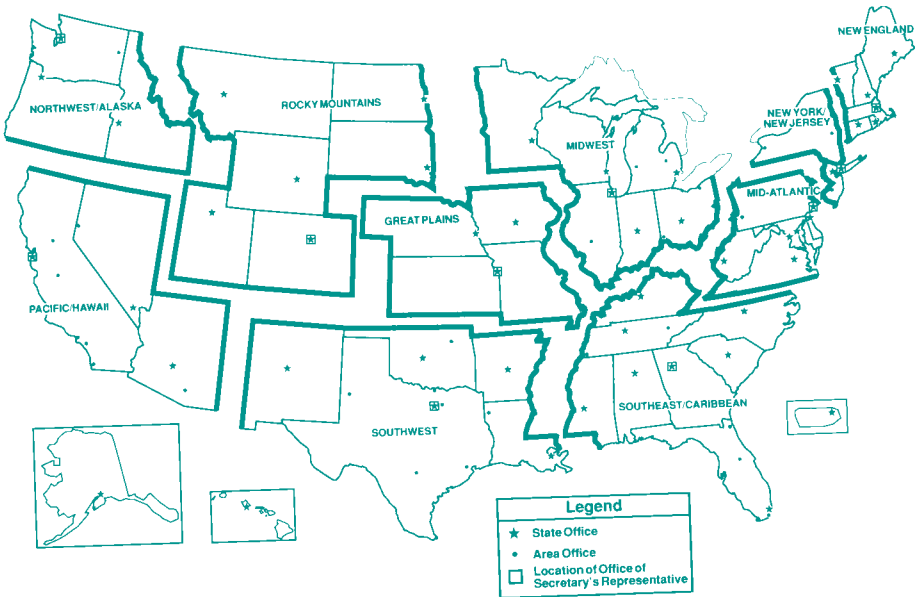 NEW ENGLAND
NORTHWEST/ALASKA
ROCKY MOUNTAINS
NEW YORK/
NEW JERSEY
MIDWEST
MID-ATLANTIC
GREAT PLAINS
PACIFIC/HAWAII
SOUTHEAST/CARIBBEAN
SOUTHWEST
Legend
State Office
Area Office
Location of Office of
Secretary's Representative